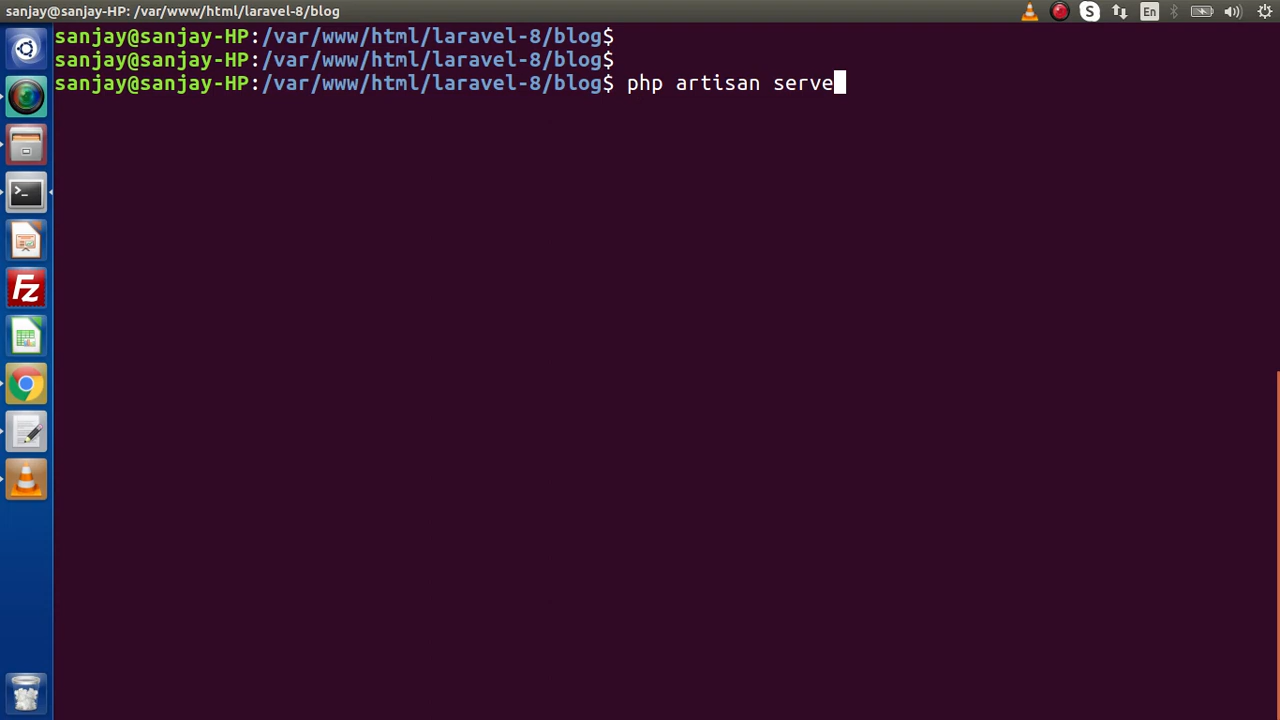 sanjay@sanjay-HP: /var/www/html/laravel-8/blog
S
En
sanjay@sanjay-HP:/var/www/html/laravel-8/blog$
sanjay@sanjay-HP:/var/www/html/laravel-8/blog$
sanjay@sanjay-HP:/var/www/html/laravel-8/blog$ php artisan serve
>_
Fz